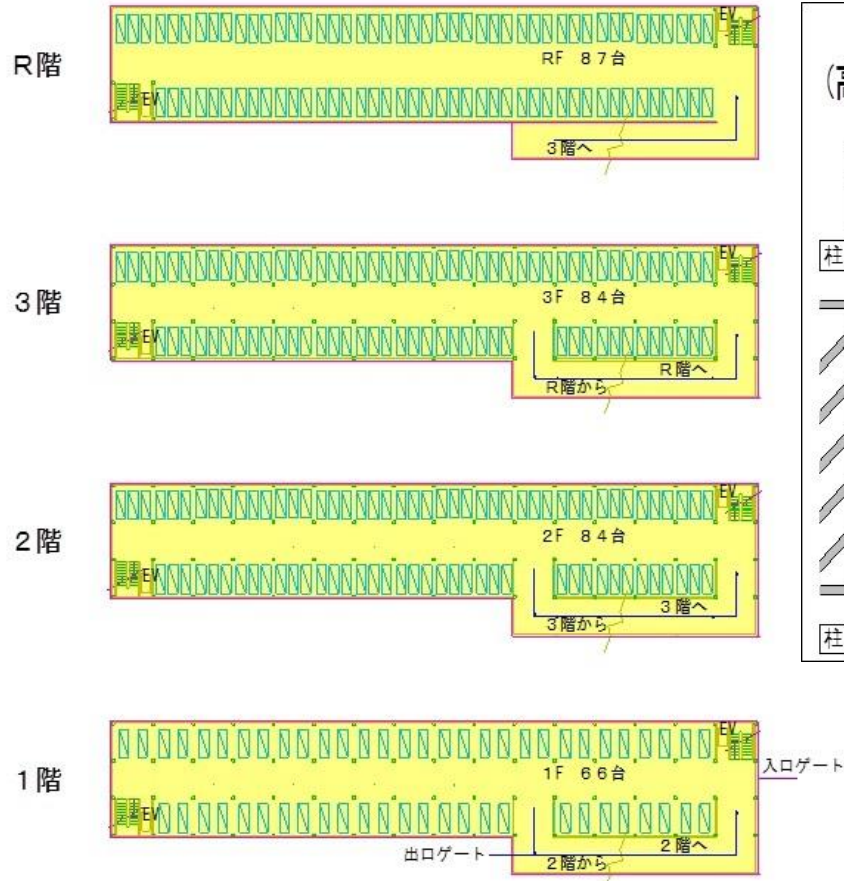 R階
EV
RF 87台
EV
3階へ
3階
EV
3F 84台
EV
R階へ
R階から
2階
EV
2F 84台
EV
3階へ
3階から
1階
EV
1F 66台
入口ゲート
EV
2階へ
出口ゲート
2階から
(高
柱
柱